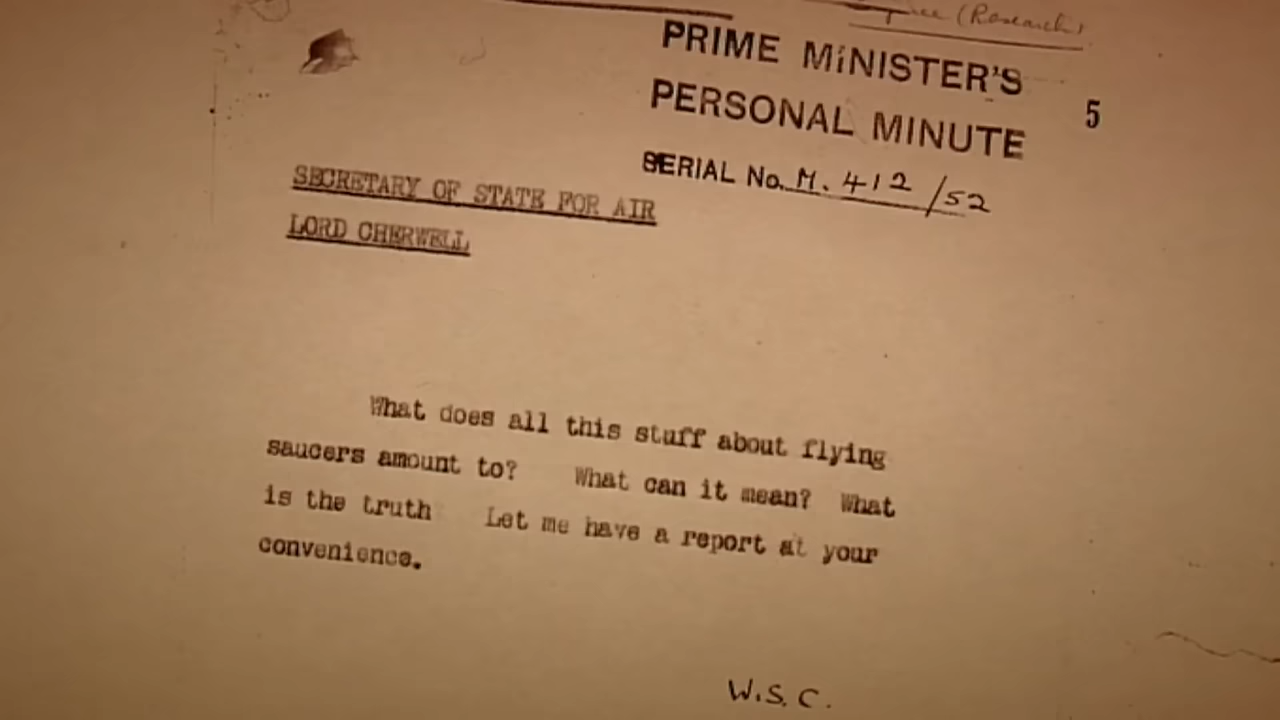 (Research)
PRIME MiNISTER'S
PERSONAL MINUTE
5
SERIAL No. M. 412/52
SECRETARY OF STATE FOR AIR
LORD CHERWELL
What does all this stuff about flying
saucers amount to? What can it mean? What
is the truth Let me have a report at your
convenience.
W.S.C.